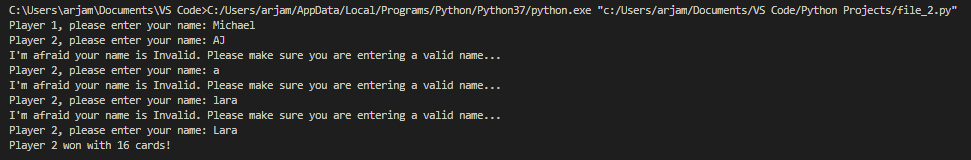 C:\Users\arjam\Documents\VS Code>C:/Users/arjam/AppData/Local/Programs/Python/Python37/python.exe "c:/Users/arjam/Documents/VS Code/Python Projects/file_2.py"
Player 1, please enter your name: Michael
Player 2, please enter your name: AJ
I'm afraid your name is Invalid. Please make sure you are entering a valid name...
Player 2, please enter your name: a
I'm afraid your name is Invalid. Please make sure you are entering a valid name...
Player 2, please enter your name: lara
I'm afraid your name is Invalid. Please make sure you are entering a valid name...
Player 2, please enter your name: Lara
Player 2 won with 16 cards!